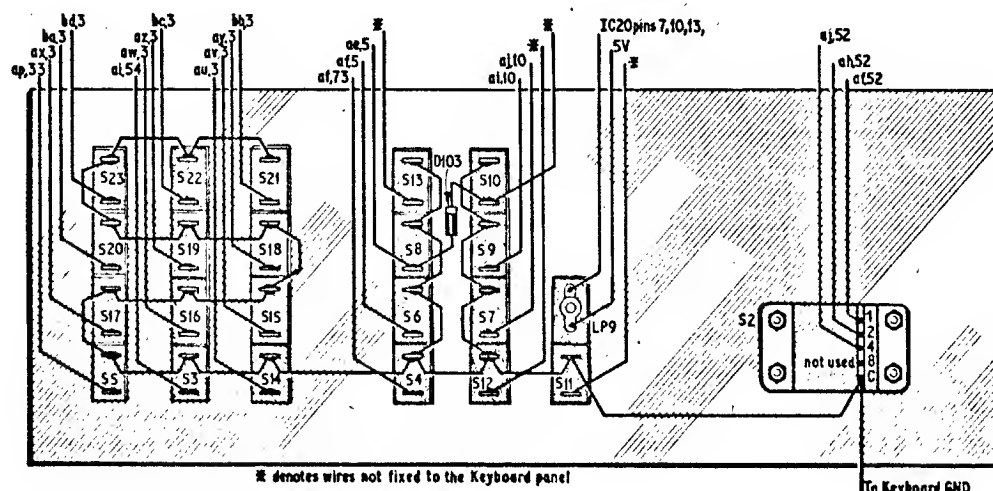 bd,3
ba,3
ax,3
ap,33
bc,3
az,3
aw,3
ai,54
bb,3
ay,3
av,3
au,3
*
ae,5
af,5
af,73
*
*
aj,10
ai,10
IC20 pins 7,10,13,
5V
*
aj,52
ah,52
af,52
S23
S22
S21
S13
D103
S10
S20
S19
S18
S8
S9
S17
S16
S15
S6
S7
LP9
S2
1
2
4
8
C
not used
S5
S3
S14
S4
S12
S11
* denotes wires not fixed to the Keyboard panel
To Keyboard GND